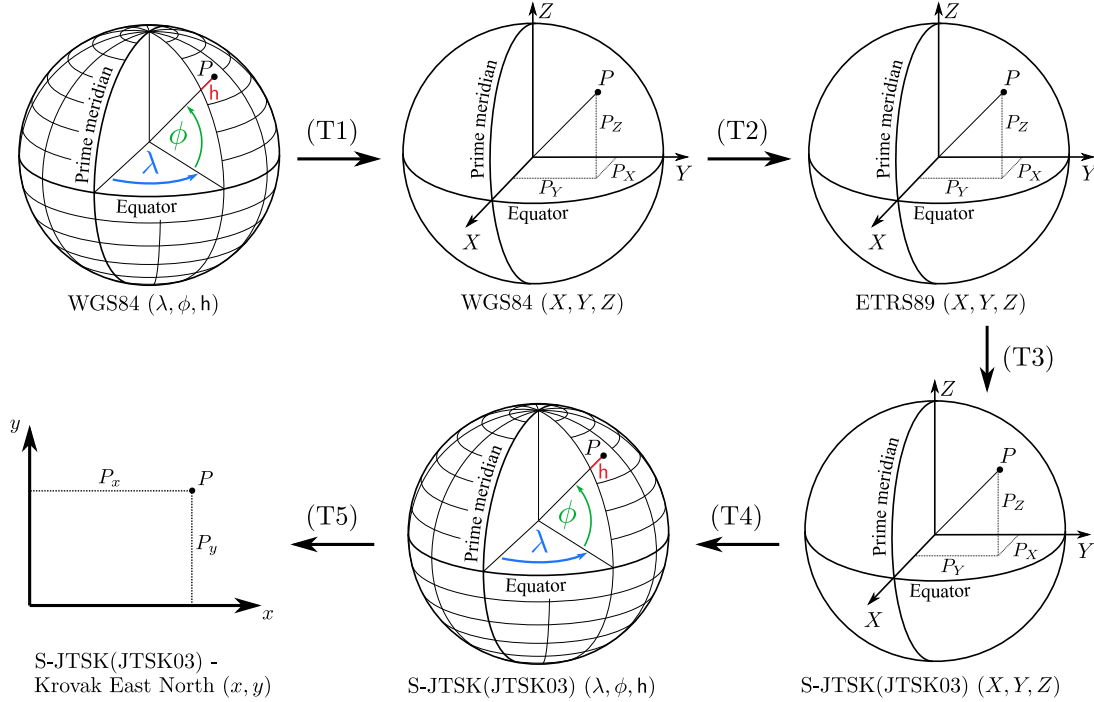 P
h
ϕ
λ
Prime meridian
Equator
WGS84 (λ, ϕ, h)
(T1)
Z
P
P_Z
P_X
P_Y
Y
X
Prime meridian
Equator
WGS84 (X, Y, Z)
(T2)
Z
P
P_Z
P_X
P_Y
Y
X
Prime meridian
Equator
ETRS89 (X, Y, Z)
(T3)
Z
P
P_Z
P_X
P_Y
Y
X
Prime meridian
Equator
S-JTSK(JTSK03) (X, Y, Z)
(T4)
P
h
ϕ
λ
Prime meridian
Equator
S-JTSK(JTSK03) (λ, ϕ, h)
(T5)
y
P_x
P
P_y
x
S-JTSK(JTSK03) -
Krovak East North (x, y)